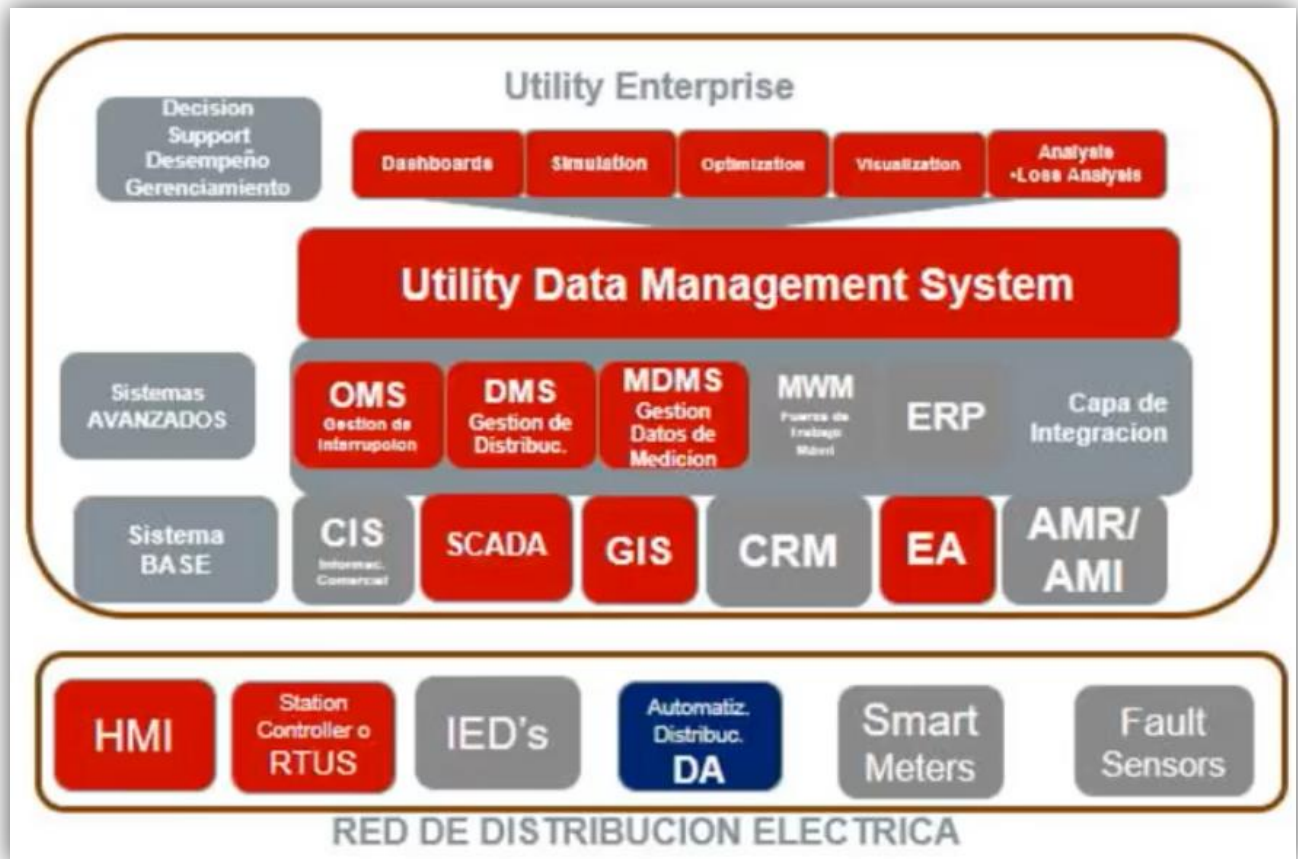 Utility Enterprise
Decision
Support
Desempeño
Gerenciamiento
Dashboards
Simulation
Optimization
Visualization
Analysis
•Loss Analysis
Utility Data Management System
Sistemas
AVANZADOS
OMS
Gestion de
Interrupcion
DMS
Gestion de
Distribuc.
MDMS
Gestion
Datos de
Medicion
MWM
Fuerza de
Trabajo
ERP
Capa de
Integracion
Sistema
BASE
CIS
Informac.
Comercial
SCADA
GIS
CRM
EA
AMR/
AMI
HMI
Station
Controller o
RTUS
IED's
Automatiz.
Distribuc.
DA
Smart
Meters
Fault
Sensors
RED DE DISTRIBUCION ELECTRICA